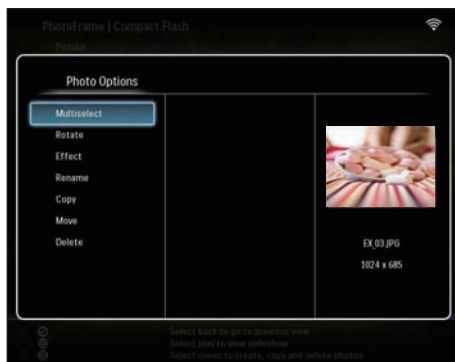 PhotoFrame | Compact Flash
Picture
Photo Options
Multiselect
Rotate
Effect
Rename
Copy
Move
Delete
EX_03.JPG
1024 x 685
Select back to go to previous view
Select play to view slideshow
Select menu to create, copy and delete photos